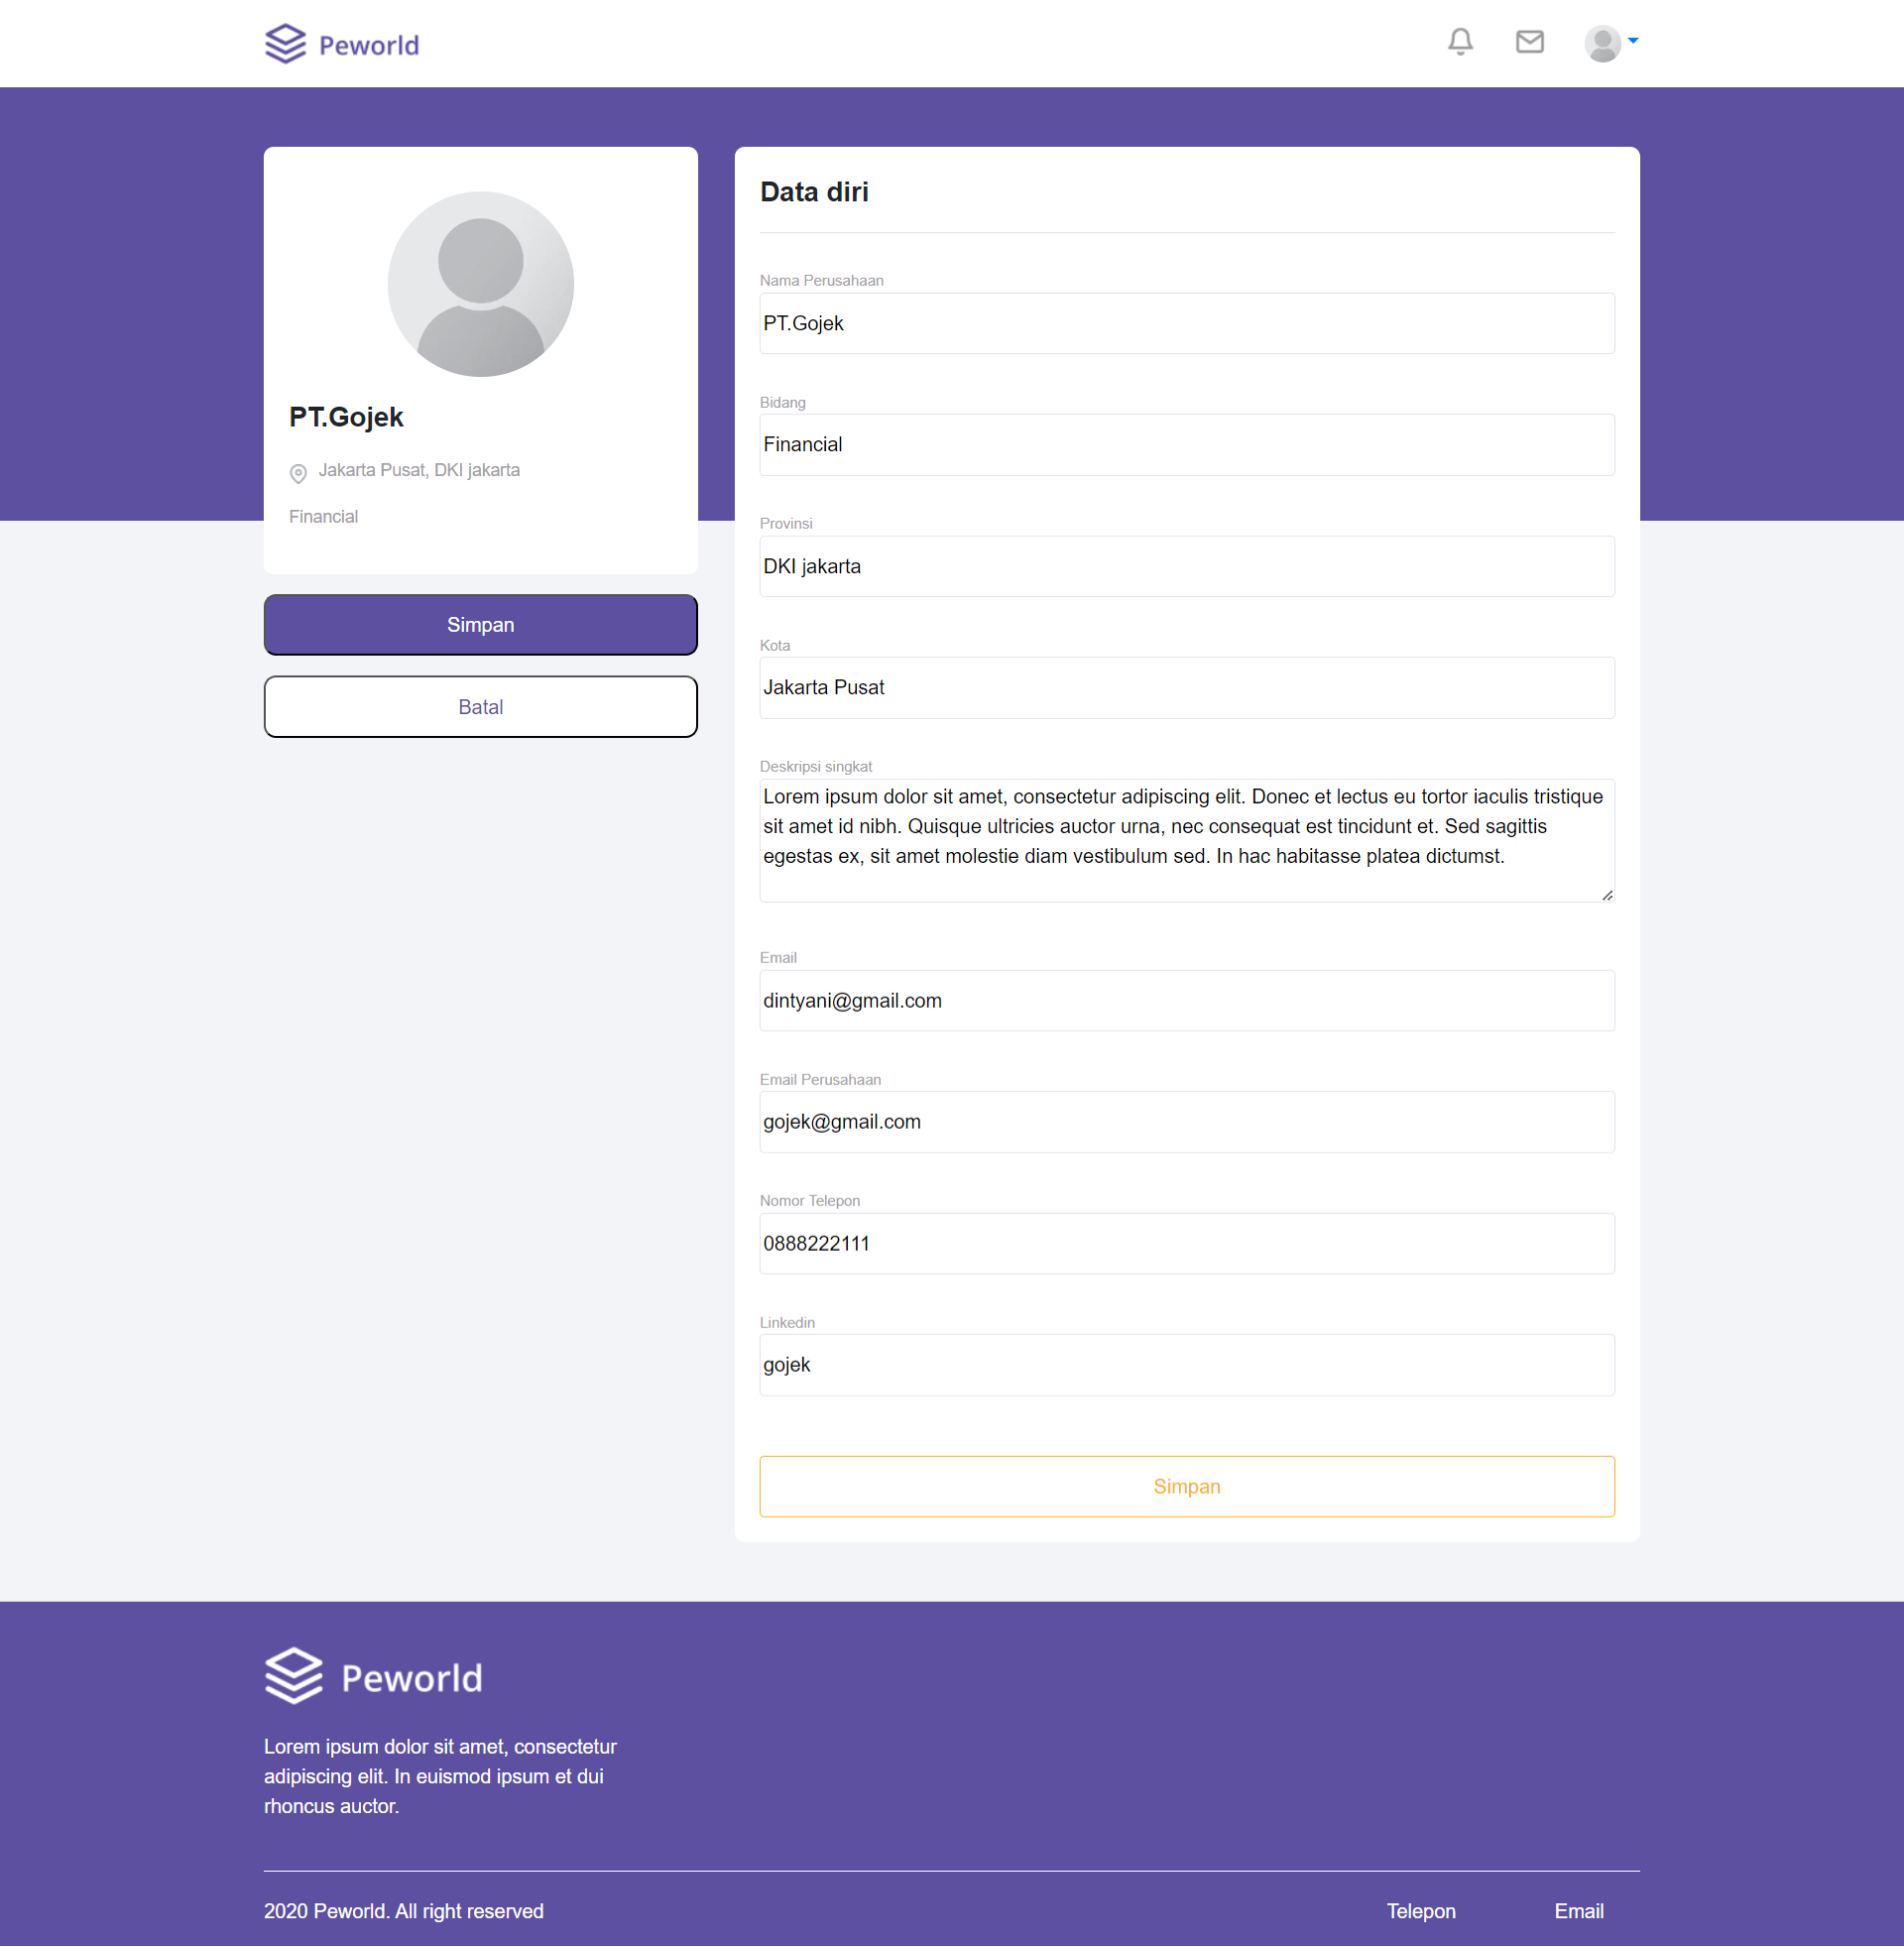 Peworld
PT.Gojek
Jakarta Pusat, DKI jakarta
Financial
Simpan
Batal
Data diri
Nama Perusahaan
PT.Gojek
Bidang
Financial
Provinsi
DKI jakarta
Kota
Jakarta Pusat
Deskripsi singkat
Lorem ipsum dolor sit amet, consectetur adipiscing elit. Donec et lectus eu tortor iaculis tristique
sit amet id nibh. Quisque ultricies auctor urna, nec consequat est tincidunt et. Sed sagittis
egestas ex, sit amet molestie diam vestibulum sed. In hac habitasse platea dictumst.
Email
dintyani@gmail.com
Email Perusahaan
gojek@gmail.com
Nomor Telepon
0888222111
Linkedin
gojek
Simpan
Peworld
Lorem ipsum dolor sit amet, consectetur
adipiscing elit. In euismod ipsum et dui
rhoncus auctor.
2020 Peworld. All right reserved
Telepon
Email